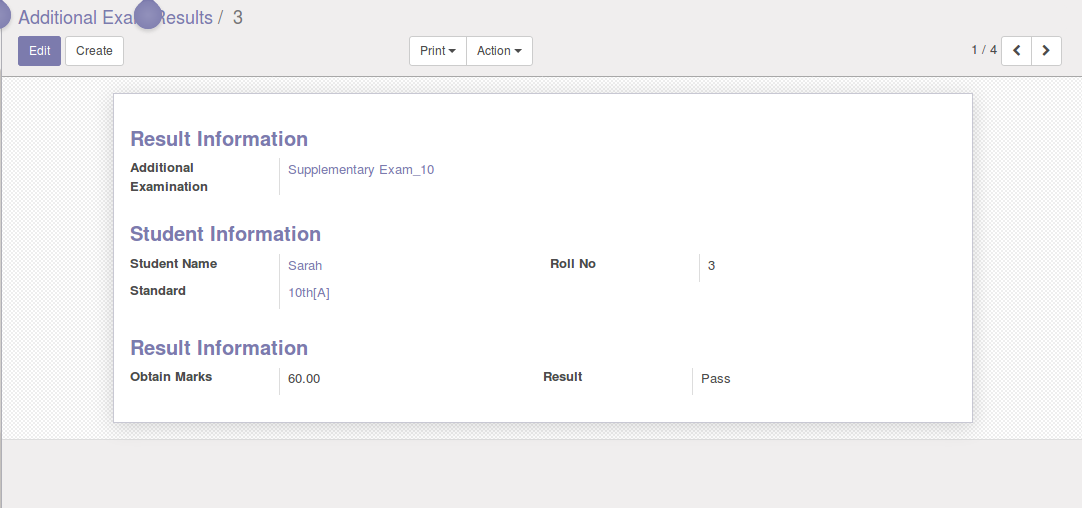 Additional Exa Results / 3
Edit Create Print Action 1 / 4
Result Information
Additional
Examination
Supplementary Exam_10
Student Information
Student Name Sarah Roll No 3
Standard 10th[A]
Result Information
Obtain Marks 60.00 Result Pass